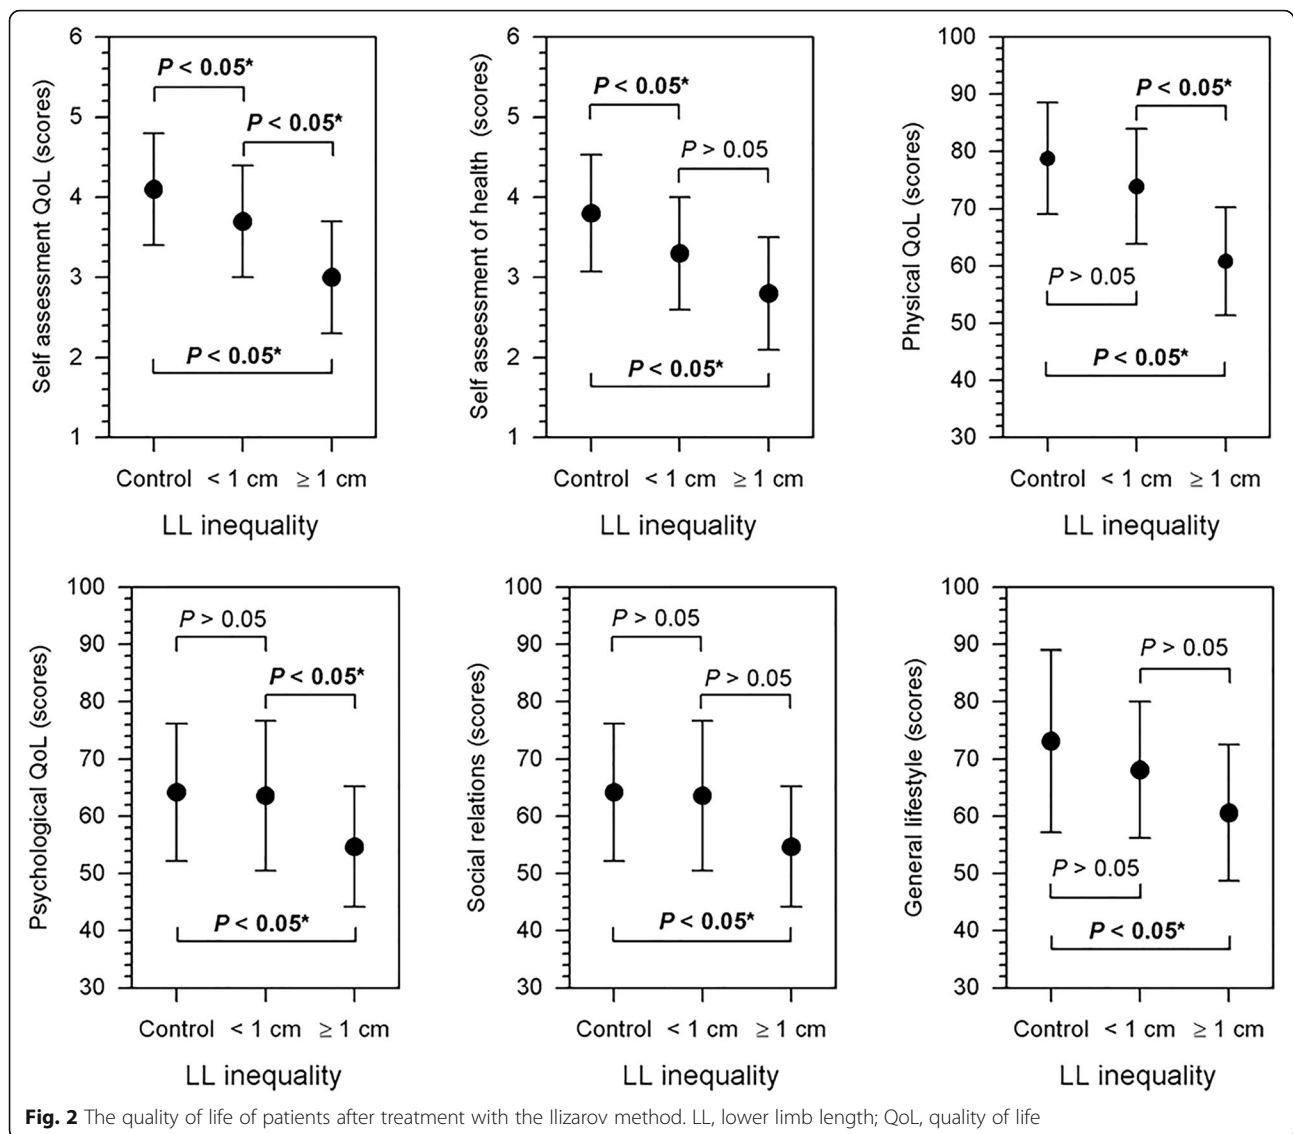 Self assessment QoL (scores)
6
5
4
3
2
1
P < 0.05*
P < 0.05*
P < 0.05*
Control < 1 cm ≥ 1 cm
LL inequality
Self assessment of health (scores)
6
5
4
3
2
1
P < 0.05*
P > 0.05
P < 0.05*
Control < 1 cm ≥ 1 cm
LL inequality
Physical QoL (scores)
100
90
80
70
60
50
40
30
P < 0.05*
P > 0.05
P < 0.05*
Control < 1 cm ≥ 1 cm
LL inequality
Psychological QoL (scores)
100
90
80
70
60
50
40
30
P > 0.05
P < 0.05*
P < 0.05*
Control < 1 cm ≥ 1 cm
LL inequality
Social relations (scores)
100
90
80
70
60
50
40
30
P > 0.05
P > 0.05
P < 0.05*
Control < 1 cm ≥ 1 cm
LL inequality
General lifestyle (scores)
100
90
80
70
60
50
40
30
P > 0.05
P > 0.05
P < 0.05*
Control < 1 cm ≥ 1 cm
LL inequality
Fig. 2 The quality of life of patients after treatment with the Ilizarov method. LL, lower limb length; QoL, quality of life